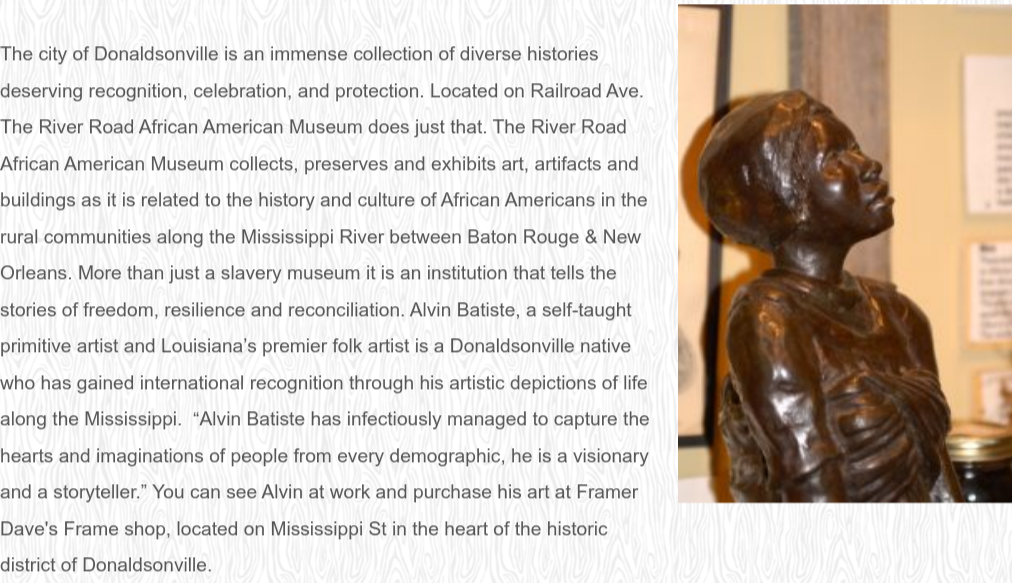 The city of Donaldsonville is an immense collection of diverse histories
deserving recognition, celebration, and protection. Located on Railroad Ave.
The River Road African American Museum does just that. The River Road
African American Museum collects, preserves and exhibits art, artifacts and
buildings as it is related to the history and culture of African Americans in the
rural communities along the Mississippi River between Baton Rouge & New
Orleans. More than just a slavery museum it is an institution that tells the
stories of freedom, resilience and reconciliation. Alvin Batiste, a self-taught
primitive artist and Louisiana’s premier folk artist is a Donaldsonville native
who has gained international recognition through his artistic depictions of life
along the Mississippi.  “Alvin Batiste has infectiously managed to capture the
hearts and imaginations of people from every demographic, he is a visionary
and a storyteller.” You can see Alvin at work and purchase his art at Framer
Dave's Frame shop, located on Mississippi St in the heart of the historic
district of Donaldsonville.